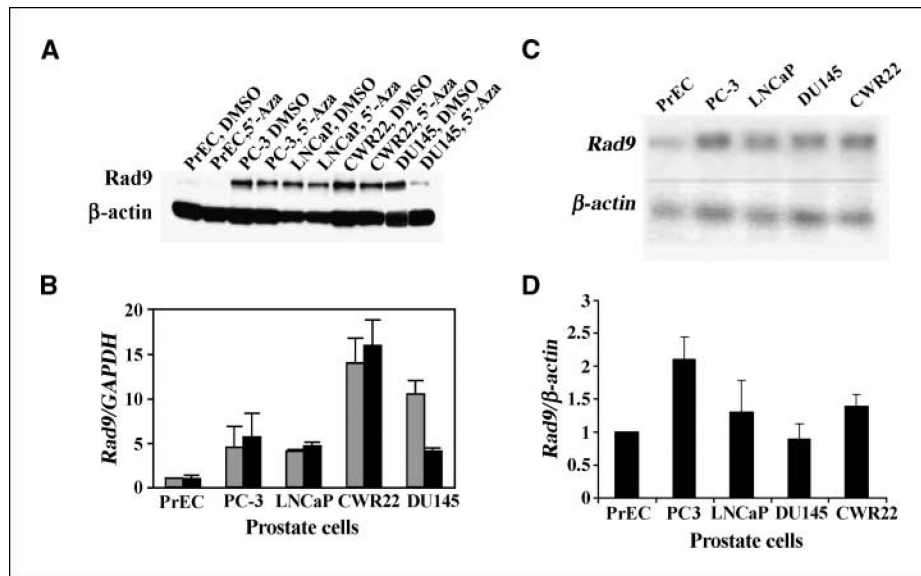 A
PrEC, DMSO
PrEC,5'-Aza
PC-3 DMSO
PC-3, 5'-Aza
LNCaP, DMSO
LNCaP, 5'-Aza
CWR22, DMSO
CWR22, 5'-Aza
DU145, DMSO
DU145, 5'-Aza
Rad9
β-actin
B
Rad9/GAPDH
20
15
10
5
0
PrEC PC-3 LNCaP CWR22 DU145
Prostate cells
C
PrEC PC-3 LNCaP DU145 CWR22
Rad9
β-actin
D
Rad9/β-actin
3
2.5
2
1.5
1
0.5
0
PrEC PC3 LNCaP DU145 CWR22
Prostate cells